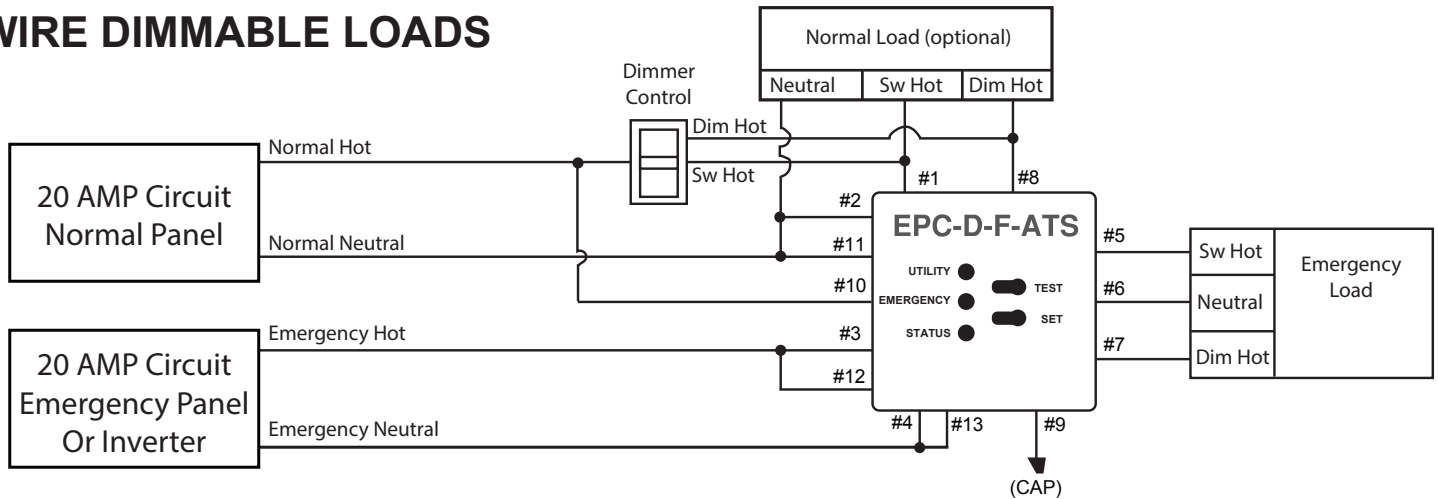 WIRE DIMMABLE LOADS
Normal Load (optional)
Neutral
Sw Hot
Dim Hot
Dimmer
Control
Dim Hot
Sw Hot
Normal Hot
20 AMP Circuit
Normal Panel
Normal Neutral
#1
#8
#2
#11
#10
#3
#12
EPC-D-F-ATS
UTILITY
EMERGENCY
STATUS
TEST
SET
#5
#6
#7
Sw Hot
Neutral
Dim Hot
Emergency
Load
Emergency Hot
20 AMP Circuit
Emergency Panel
Or Inverter
Emergency Neutral
#4
#13
#9
(CAP)